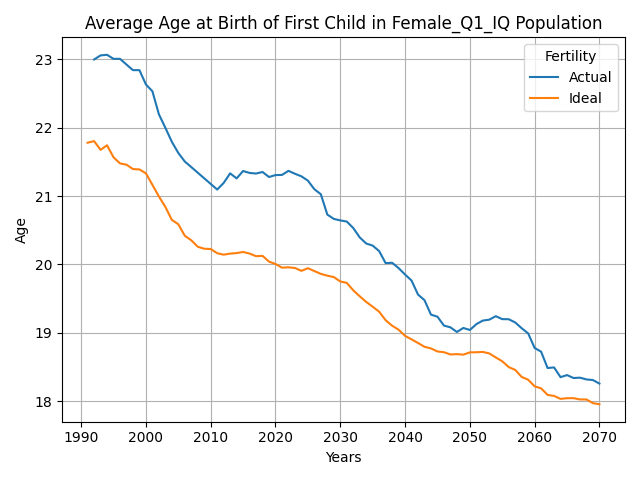 Average Age at Birth of First Child in Female_Q1_IQ Population
Fertility
Actual
Ideal
Age
23
22
21
20
19
18
1990
2000
2010
2020
2030
2040
2050
2060
2070
Years